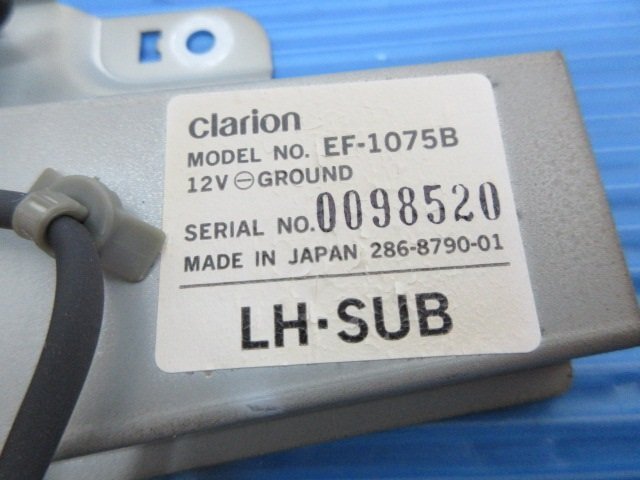 clarion
MODEL NO. EF-1075B
12V ⊖ GROUND
SERIAL NO. 0098520
MADE IN JAPAN 286-8790-01
LH·SUB